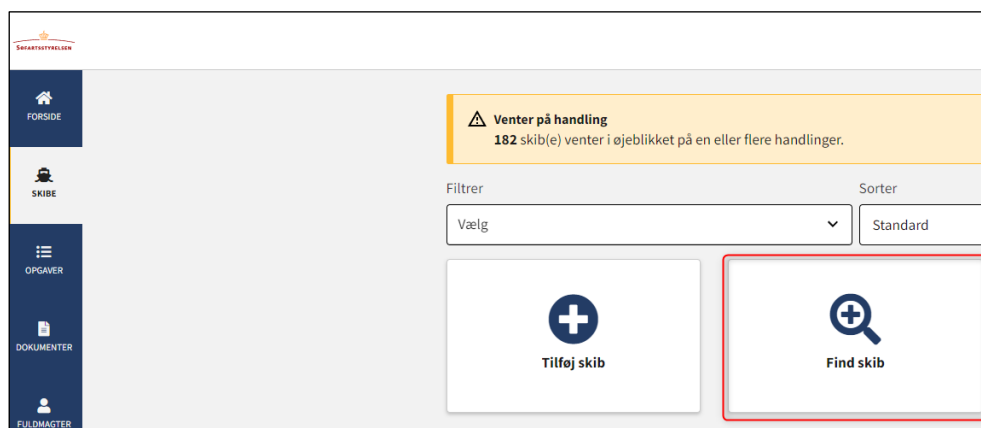 SØFARTSSTYRELSEN
FORSIDE
SKIBE
OPGAVER
DOKUMENTER
FULDMAGTER
Venter på handling
182 skib(e) venter i øjeblikket på en eller flere handlinger.
Filtrer
Sorter
Vælg
Standard
Tilføj skib
Find skib